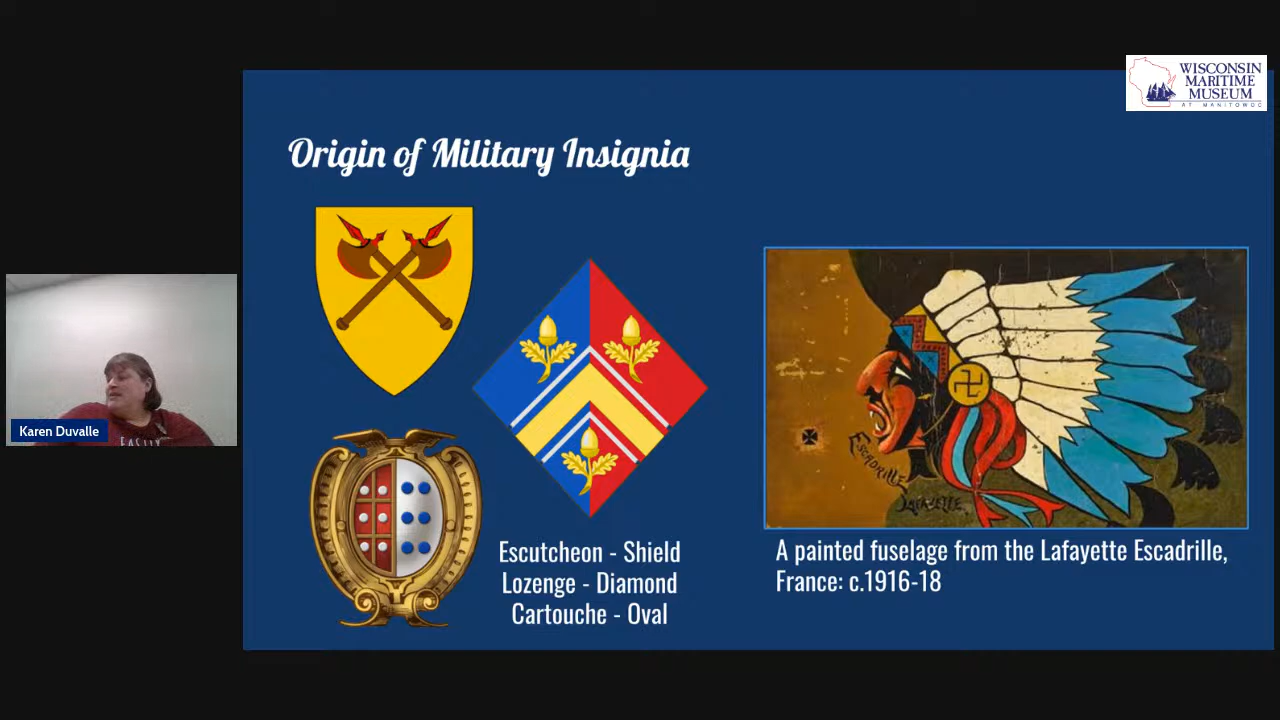 WISCONSIN
MARITIME
MUSEUM
AT MANITOWOC
Origin of Military Insignia
ESCADRILLE
LAFAYETTE
Karen Duvalle
Escutcheon - Shield
Lozenge - Diamond
Cartouche - Oval
A painted fuselage from the Lafayette Escadrille,
France: c.1916-18